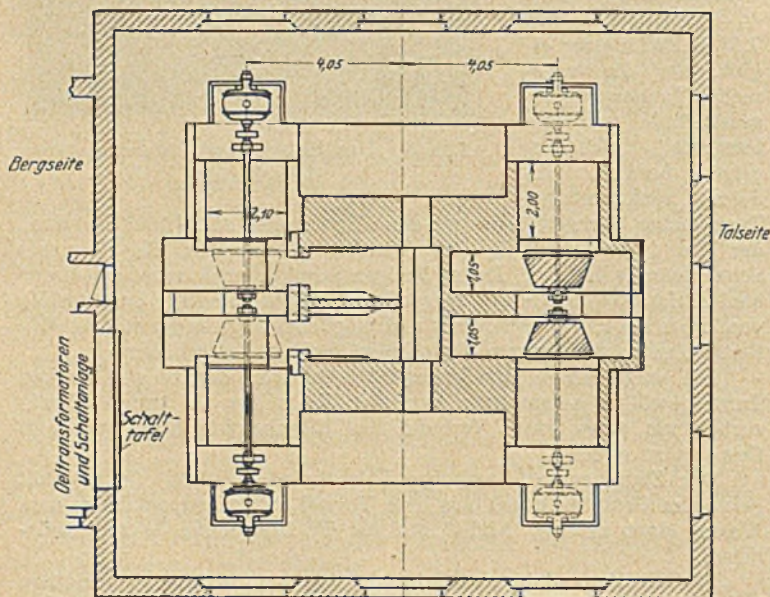 4,05 4,05
Bergseite
2,10
2,00
Talseite
1,05
1,05
Oeltransformatoren
und Schaltanlage
Schalt-
tafel